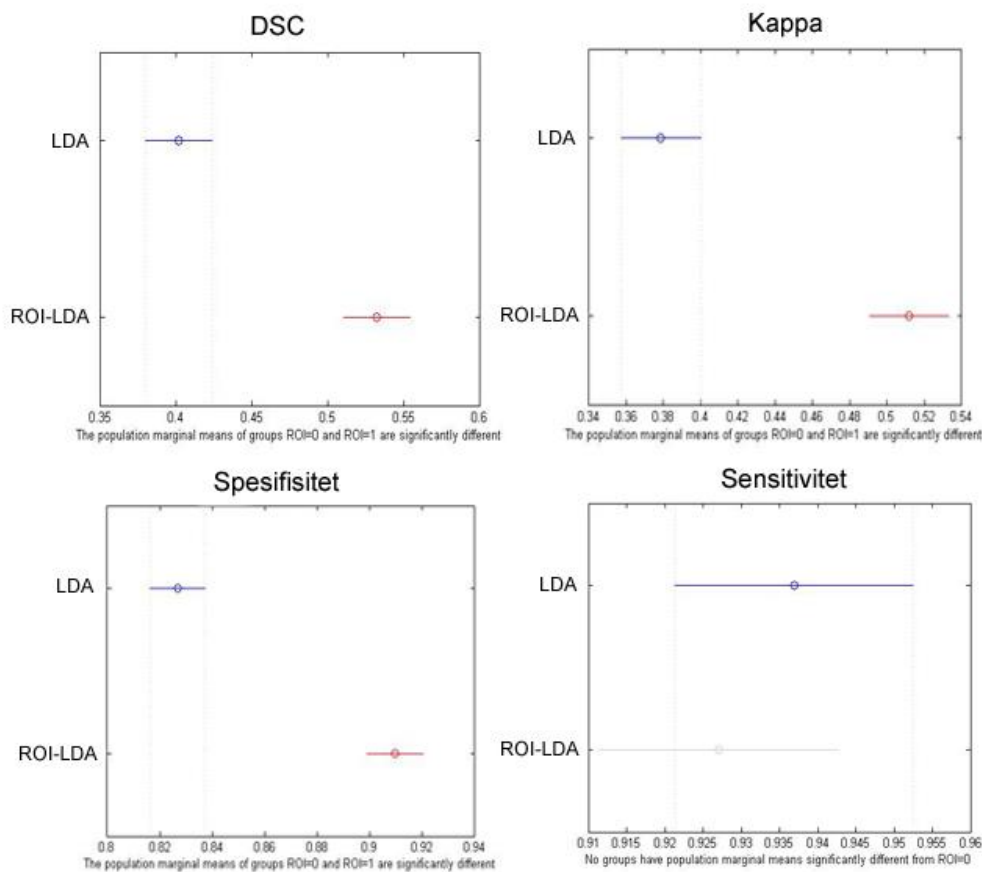 DSC
LDA
ROI-LDA
0.35 0.4 0.45 0.5 0.55 0.6
The population marginal means of groups ROI=0 and ROI=1 are significantly different
Kappa
LDA
ROI-LDA
0.34 0.36 0.38 0.4 0.42 0.44 0.46 0.48 0.5 0.52 0.54
The population marginal means of groups ROI=0 and ROI=1 are significantly different
Spesifisitet
LDA
ROI-LDA
0.8 0.82 0.84 0.86 0.88 0.9 0.92 0.94
The population marginal means of groups ROI=0 and ROI=1 are significantly different
Sensitivitet
LDA
ROI-LDA
0.91 0.915 0.92 0.925 0.93 0.935 0.94 0.945 0.95 0.955 0.96
No groups have population marginal means significantly different from ROI=0